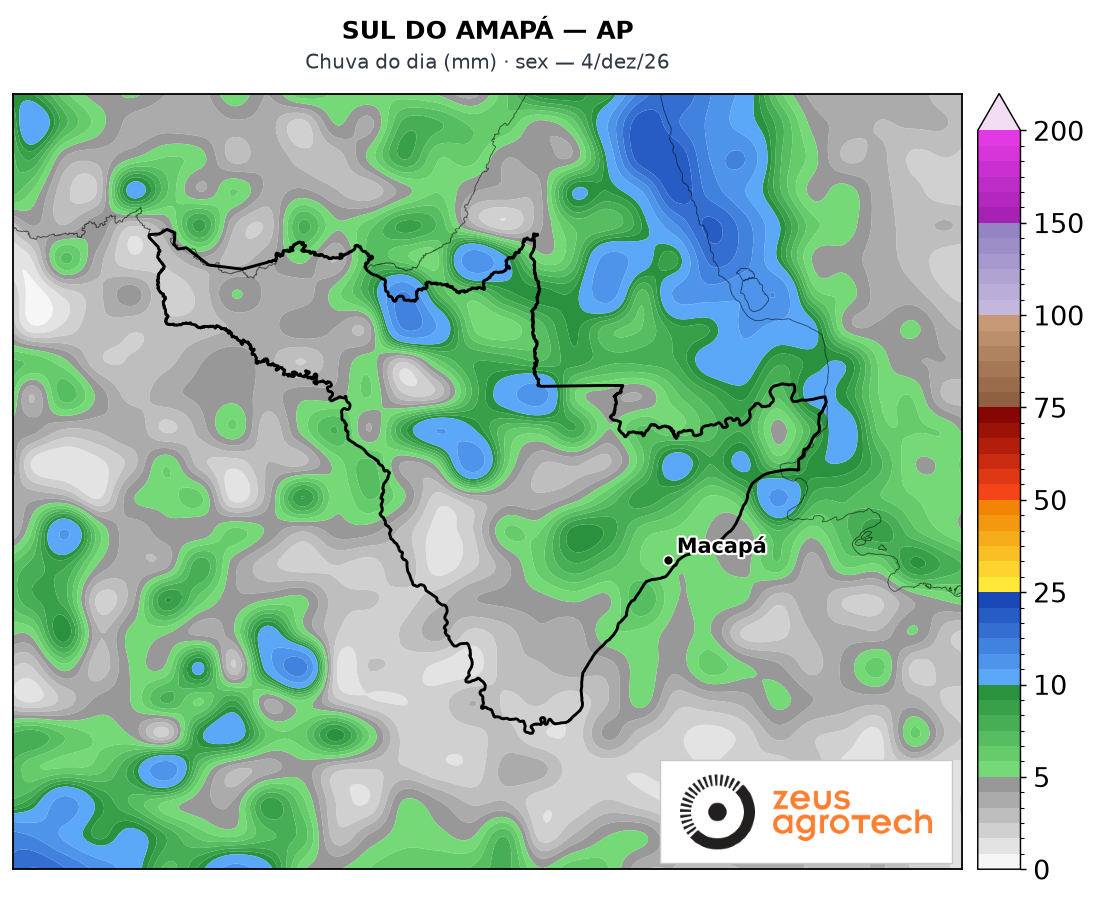 SUL DO AMAPÁ — AP
Chuva do dia (mm) · sex — 4/dez/26
200
150
100
75
50
25
10
5
0
Macapá
zeus
agrotech